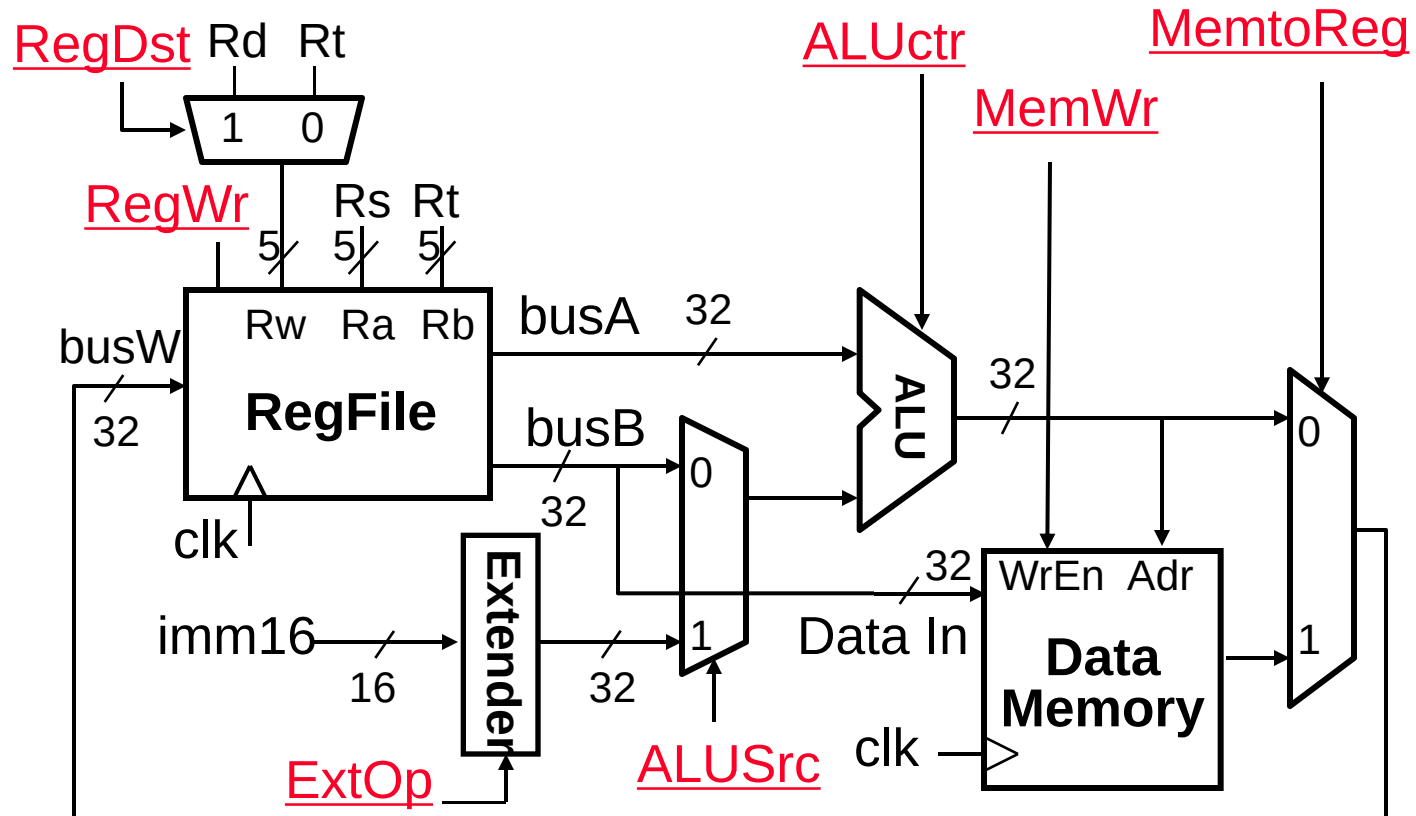 RegDst
Rd
Rt
ALUctr
MemtoReg
MemWr
1
0
RegWr
Rs
Rt
5
5
5
busW
32
Rw
Ra
Rb
RegFile
clk
busA
32
busB
32
ALU
32
0
1
0
1
imm16
16
Extender
32
ExtOp
ALUSrc
32
Data In
WrEn
Adr
Data
Memory
clk